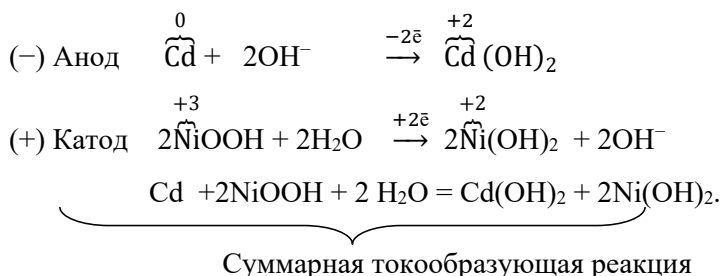 0 −2ē +2
(−) Анод Cd + 2OH⁻ → Cd (OH)₂
+3 +2ē +2
(+) Катод 2NiOOH + 2H₂O → 2Ni(OH)₂ + 2OH⁻
Cd +2NiOOH + 2 H₂O = Cd(OH)₂ + 2Ni(OH)₂.
Суммарная токообразующая реакция